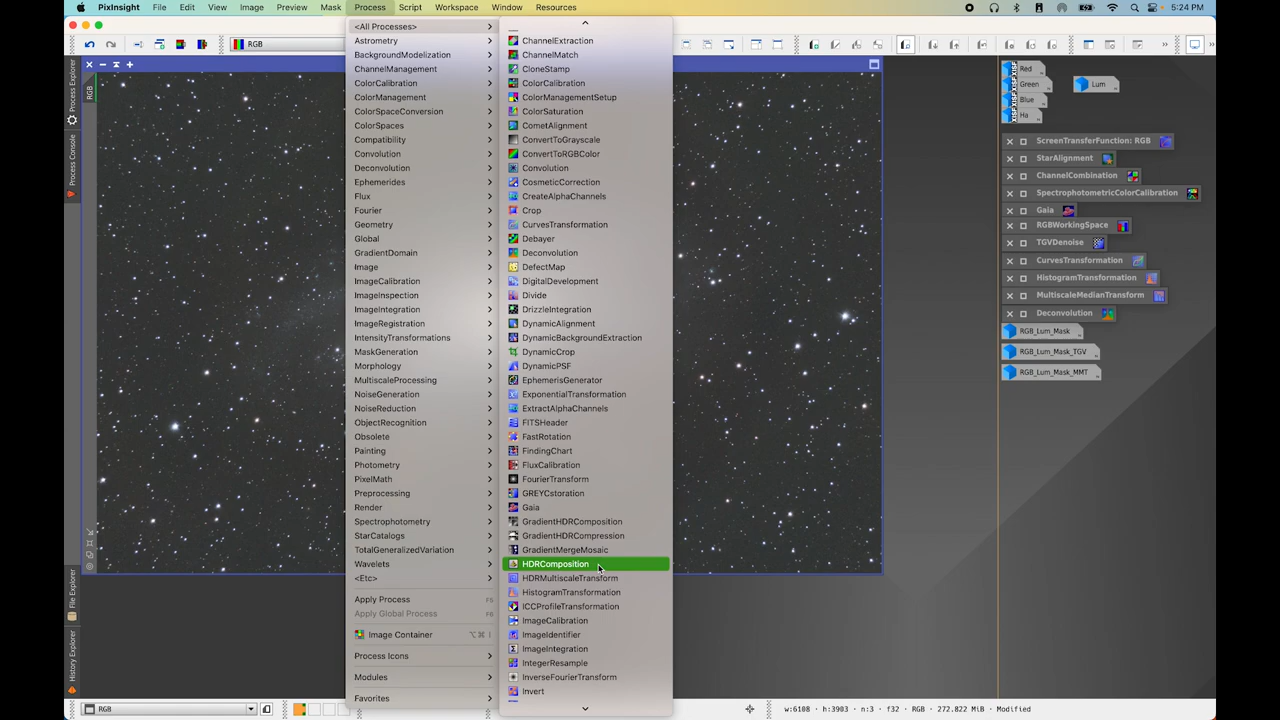 PixInsight File Edit View Image Preview Mask Process Script Workspace Window Resources 5:24 PM
RGB
RGB
Process Explorer
Process Console
File Explorer
History Explorer
<All Processes>
Astrometry
BackgroundModelization
ChannelManagement
ColorCalibration
ColorManagement
ColorSpaceConversion
ColorSpaces
Compatibility
Convolution
Deconvolution
Ephemerides
Flux
Fourier
Geometry
Global
GradientDomain
Image
ImageCalibration
ImageInspection
ImageIntegration
ImageRegistration
IntensityTransformations
MaskGeneration
Morphology
MultiscaleProcessing
NoiseGeneration
NoiseReduction
ObjectRecognition
Obsolete
Painting
Photometry
PixelMath
Preprocessing
Render
Spectrophotometry
StarCatalogs
TotalGeneralizedVariation
Wavelets
<Etc>
Apply Process F5
Apply Global Process F6
Image Container ⌥⌘I
Process Icons
Modules
Favorites
ChannelExtraction
ChannelMatch
CloneStamp
ColorCalibration
ColorManagementSetup
ColorSaturation
CometAlignment
ConvertToGrayscale
ConvertToRGBColor
Convolution
CosmeticCorrection
CreateAlphaChannels
Crop
CurvesTransformation
Debayer
Deconvolution
DefectMap
DigitalDevelopment
Divide
DrizzleIntegration
DynamicAlignment
DynamicBackgroundExtraction
DynamicCrop
DynamicPSF
EphemerisGenerator
ExponentialTransformation
ExtractAlphaChannels
FITSHeader
FastRotation
FindingChart
FluxCalibration
FourierTransform
GREYCstoration
Gaia
GradientHDRComposition
GradientHDRCompression
GradientMergeMosaic
HDRComposition
HDRMultiscaleTransform
HistogramTransformation
ICCProfileTransformation
ImageCalibration
ImageIdentifier
ImageIntegration
IntegerResample
InverseFourierTransform
Invert
Red
Green
Blue
Ha
Lum
ScreenTransferFunction: RGB
StarAlignment
ChannelCombination
SpectrophotometricColorCalibration
Gaia
RGBWorkingSpace
TGVDenoise
CurvesTransformation
HistogramTransformation
MultiscaleMedianTransform
Deconvolution
RGB_Lum_Mask
RGB_Lum_Mask_TGV
RGB_Lum_Mask_MMT
RGB
w:6108 · h:3903 · n:3 · f32 · RGB · 272.822 MiB · Modified